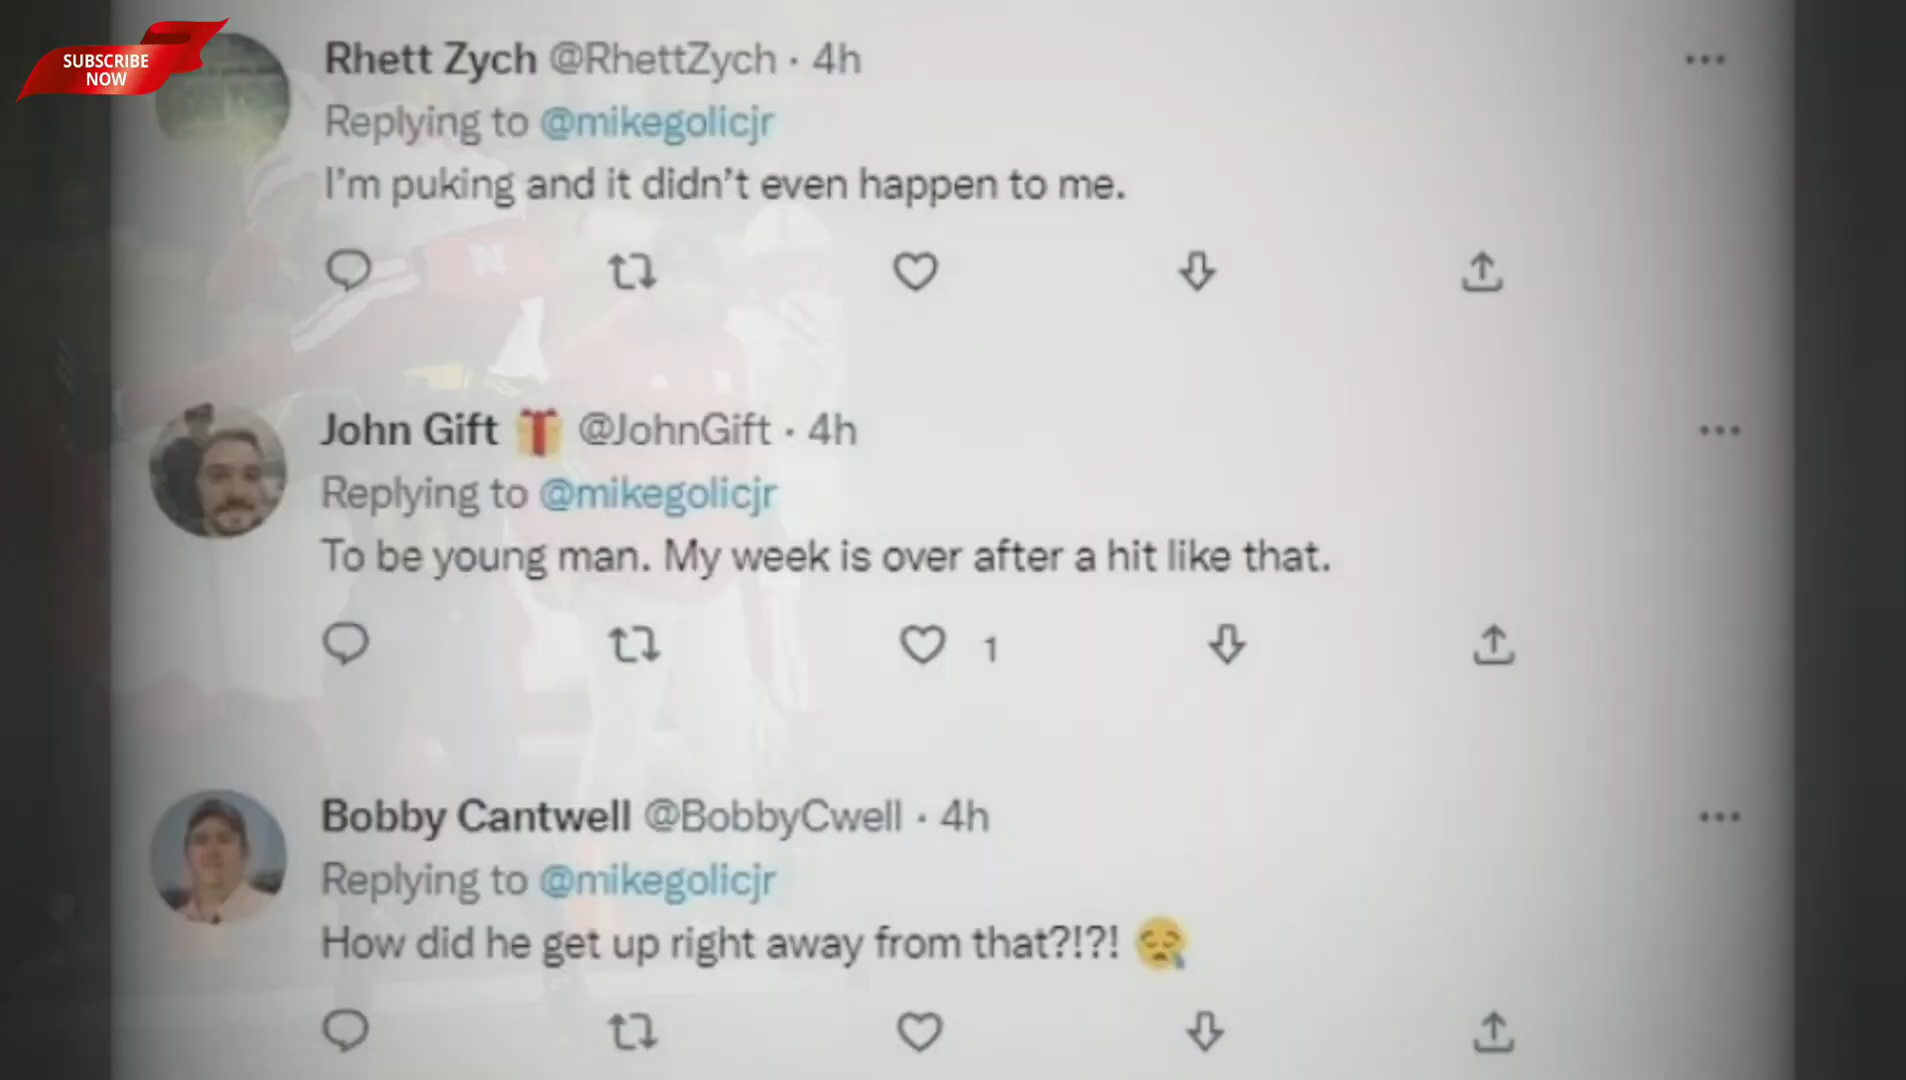 SUBSCRIBE
NOW
Rhett Zych @RhettZych · 4h
Replying to @mikegolicjr
I'm puking and it didn't even happen to me.
N
John Gift 🎁 @JohnGift · 4h
Replying to @mikegolicjr
To be young man. My week is over after a hit like that.
1
Bobby Cantwell @BobbyCwell · 4h
Replying to @mikegolicjr
How did he get up right away from that?!?! 😮‍💨